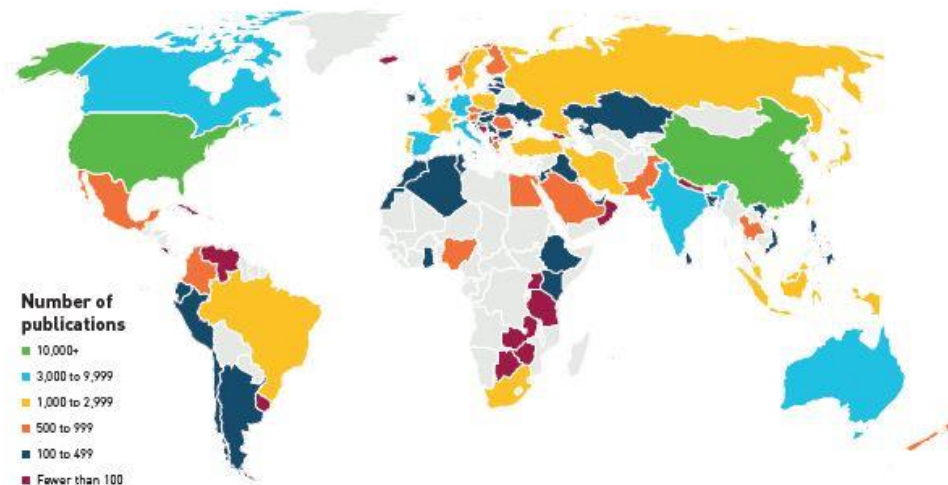 Number of
publications
10,000+
3,000 to 9,999
1,000 to 2,999
500 to 999
100 to 499
Fewer than 100